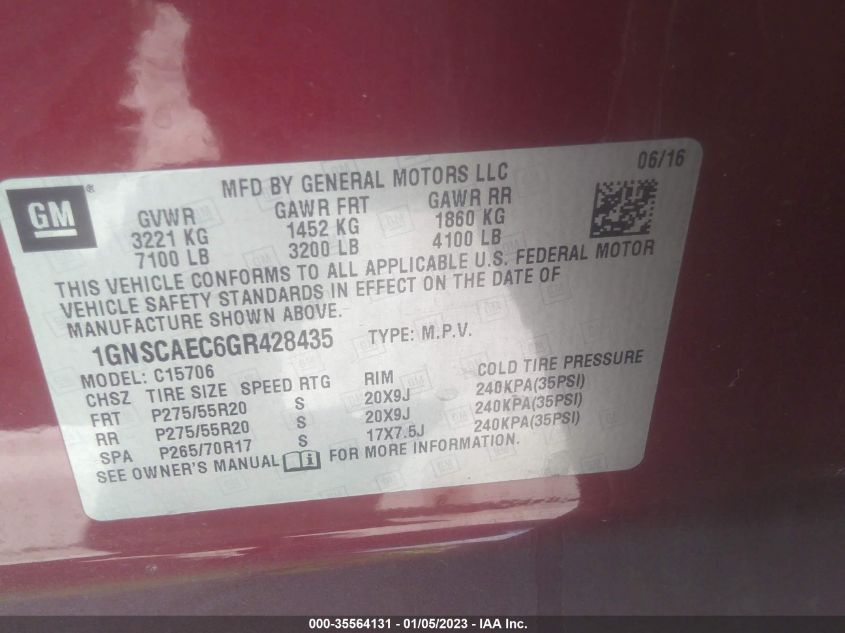 06/16
MFD BY GENERAL MOTORS LLC
GM®
GVWR GAWR FRT GAWR RR
3221 KG 1452 KG 1860 KG
7100 LB 3200 LB 4100 LB
THIS VEHICLE CONFORMS TO ALL APPLICABLE U.S. FEDERAL MOTOR
VEHICLE SAFETY STANDARDS IN EFFECT ON THE DATE OF
MANUFACTURE SHOWN ABOVE.
1GNSCAEC6GR428435 TYPE: M.P.V.
MODEL: C15706
CHSZ TIRE SIZE SPEED RTG RIM COLD TIRE PRESSURE
FRT P275/55R20 S 20X9J 240KPA(35PSI)
RR P275/55R20 S 20X9J 240KPA(35PSI)
SPA P265/70R17 S 17X7.5J 240KPA(35PSI)
SEE OWNER'S MANUAL FOR MORE INFORMATION.
000-35564131 - 01/05/2023 - IAA Inc.